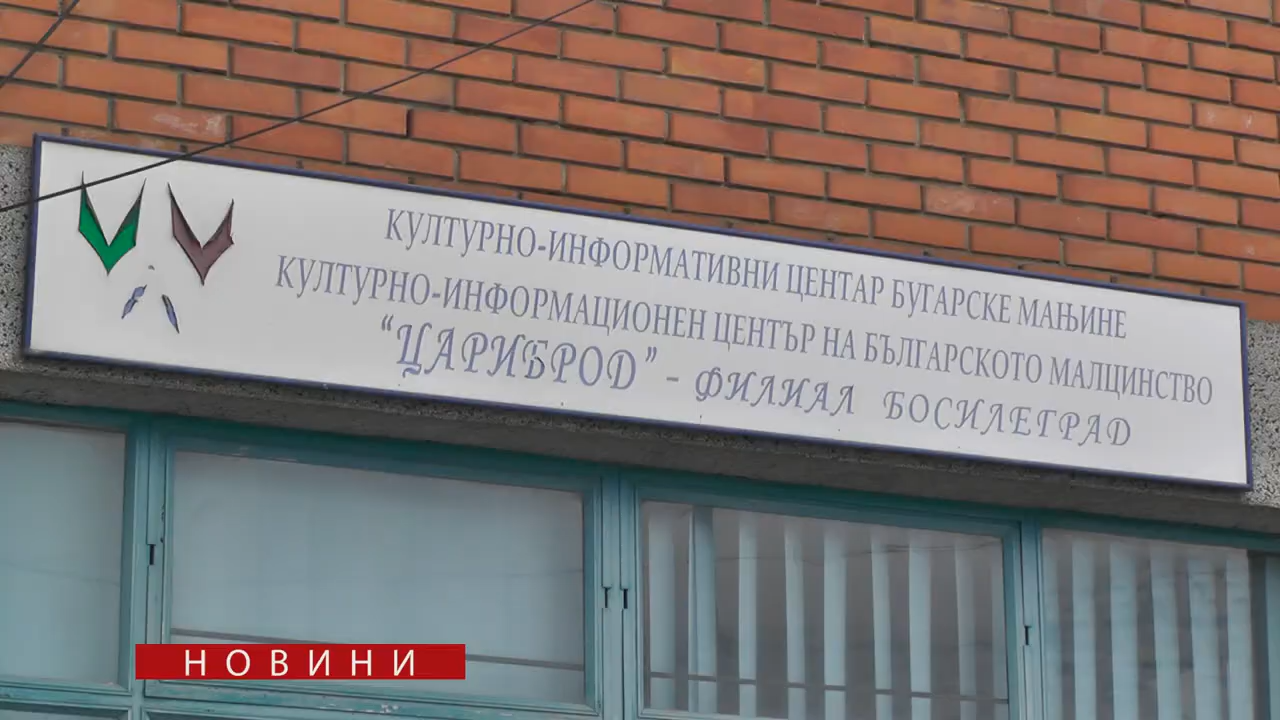 КУЛТУРНО-ИНФОРМАТИВНИ ЦЕНТАР БУГАРСКЕ МАЊИНЕ
КУЛТУРНО-ИНФОРМАЦИОНЕН ЦЕНТЪР НА БЪЛГАРСКОТО МАЛЦИНСТВО
“ЦАРИБРОД” - ФИЛИАЛ БОСИЛЕГРАД
НОВИНИ